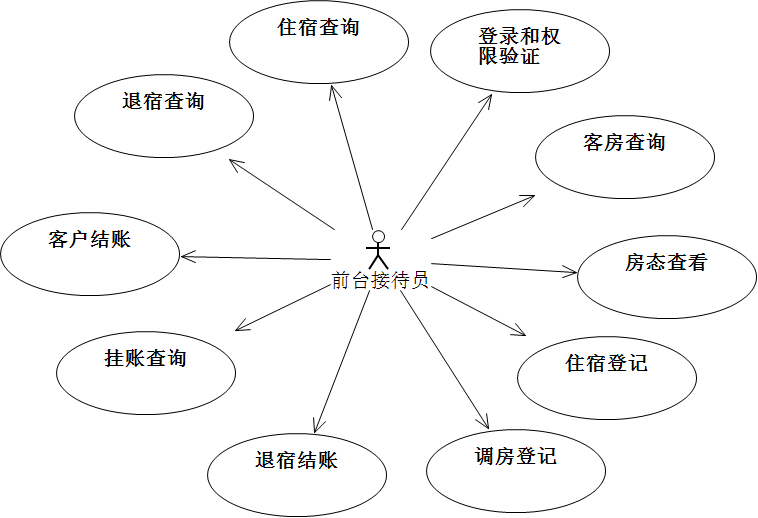 住宿查询
登录和权
限验证
退宿查询
客房查询
客户结账
房态查看
前台接待员
挂账查询
住宿登记
退宿结账
调房登记